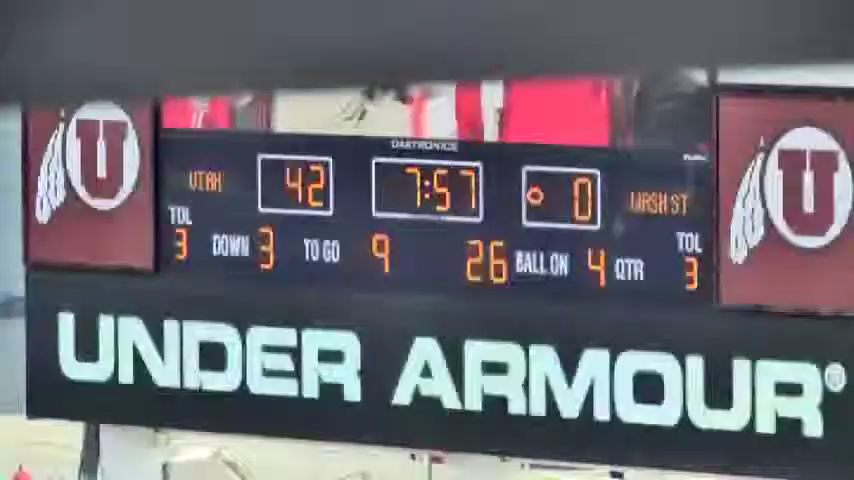 DAKTRONICS
UTAH 42 7:57 0 WASH ST
TOL TOL
3 DOWN 3 TO GO 9 26 BALL ON 4 QTR 3
UNDER ARMOUR®
U U